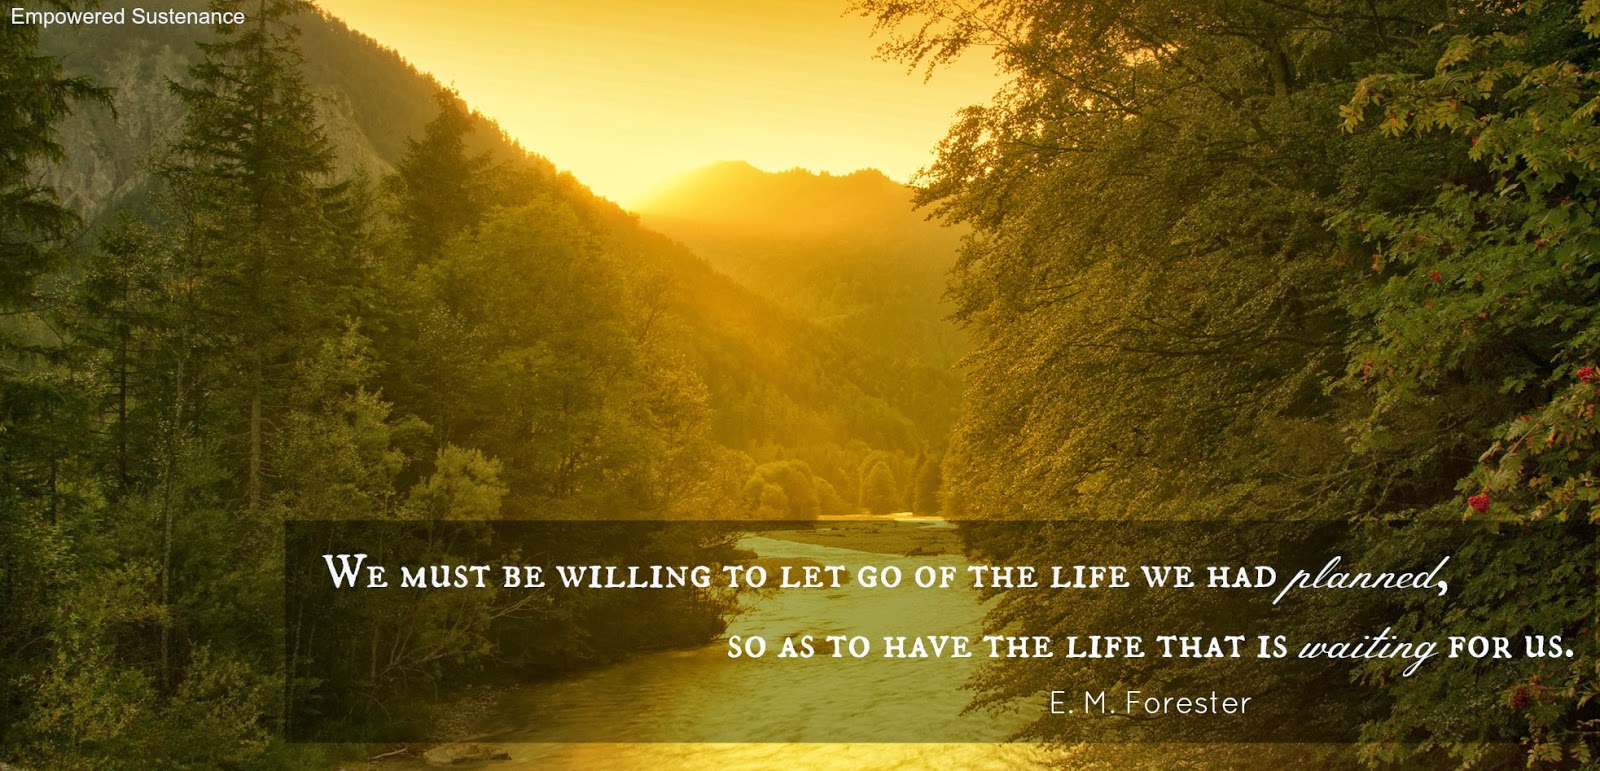 Empowered Sustenance
We must be willing to let go of the life we had planned,
so as to have the life that is waiting for us.
E. M. Forester